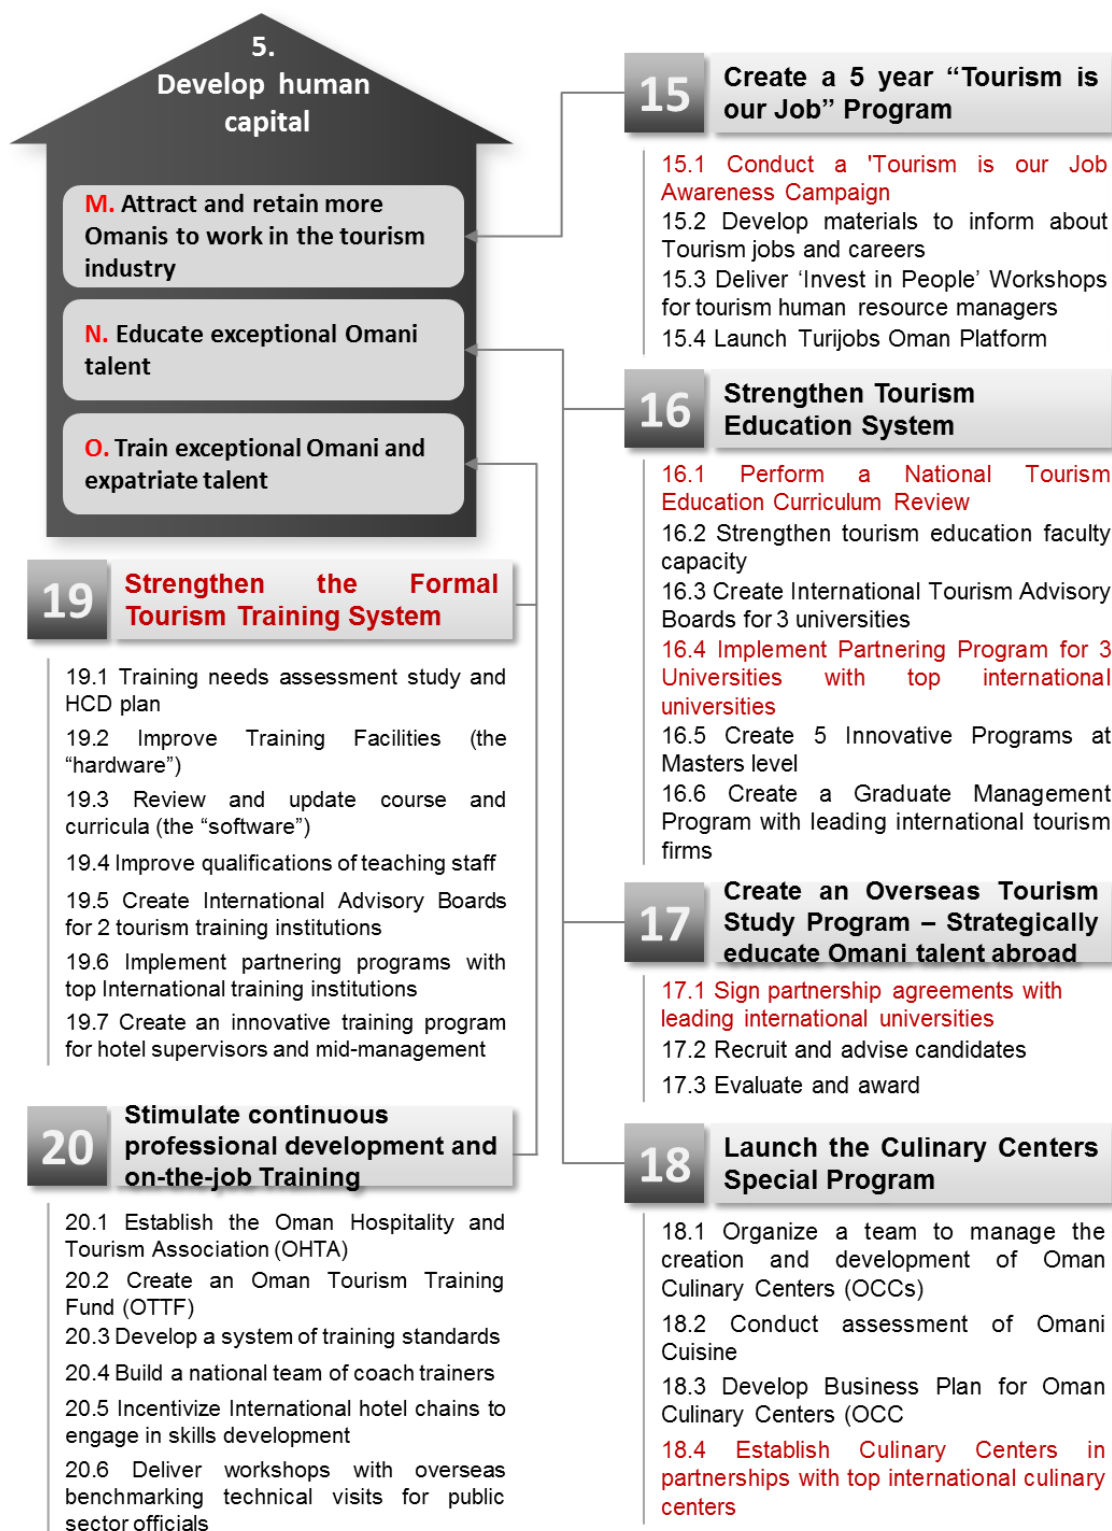 5.
Develop human
capital
M. Attract and retain more
Omanis to work in the tourism
industry
N. Educate exceptional Omani
talent
O. Train exceptional Omani and
expatriate talent
15
Create a 5 year “Tourism is
our Job” Program
15.1 Conduct a 'Tourism is our Job
Awareness Campaign
15.2 Develop materials to inform about
Tourism jobs and careers
15.3 Deliver ‘Invest in People’ Workshops
for tourism human resource managers
15.4 Launch Turijobs Oman Platform
16
Strengthen Tourism
Education System
16.1 Perform a National Tourism
Education Curriculum Review
16.2 Strengthen tourism education faculty
capacity
16.3 Create International Tourism Advisory
Boards for 3 universities
16.4 Implement Partnering Program for 3
Universities with top international
universities
16.5 Create 5 Innovative Programs at
Masters level
16.6 Create a Graduate Management
Program with leading international tourism
firms
17
Create an Overseas Tourism
Study Program – Strategically
educate Omani talent abroad
17.1 Sign partnership agreements with
leading international universities
17.2 Recruit and advise candidates
17.3 Evaluate and award
18
Launch the Culinary Centers
Special Program
18.1 Organize a team to manage the
creation and development of Oman
Culinary Centers (OCCs)
18.2 Conduct assessment of Omani
Cuisine
18.3 Develop Business Plan for Oman
Culinary Centers (OCC
18.4 Establish Culinary Centers in
partnerships with top international culinary
centers
19
Strengthen the Formal
Tourism Training System
19.1 Training needs assessment study and
HCD plan
19.2 Improve Training Facilities (the
“hardware”)
19.3 Review and update course and
curricula (the “software”)
19.4 Improve qualifications of teaching staff
19.5 Create International Advisory Boards
for 2 tourism training institutions
19.6 Implement partnering programs with
top International training institutions
19.7 Create an innovative training program
for hotel supervisors and mid-management
20
Stimulate continuous
professional development and
on-the-job Training
20.1 Establish the Oman Hospitality and
Tourism Association (OHTA)
20.2 Create an Oman Tourism Training
Fund (OTTF)
20.3 Develop a system of training standards
20.4 Build a national team of coach trainers
20.5 Incentivize International hotel chains to
engage in skills development
20.6 Deliver workshops with overseas
benchmarking technical visits for public
sector officials